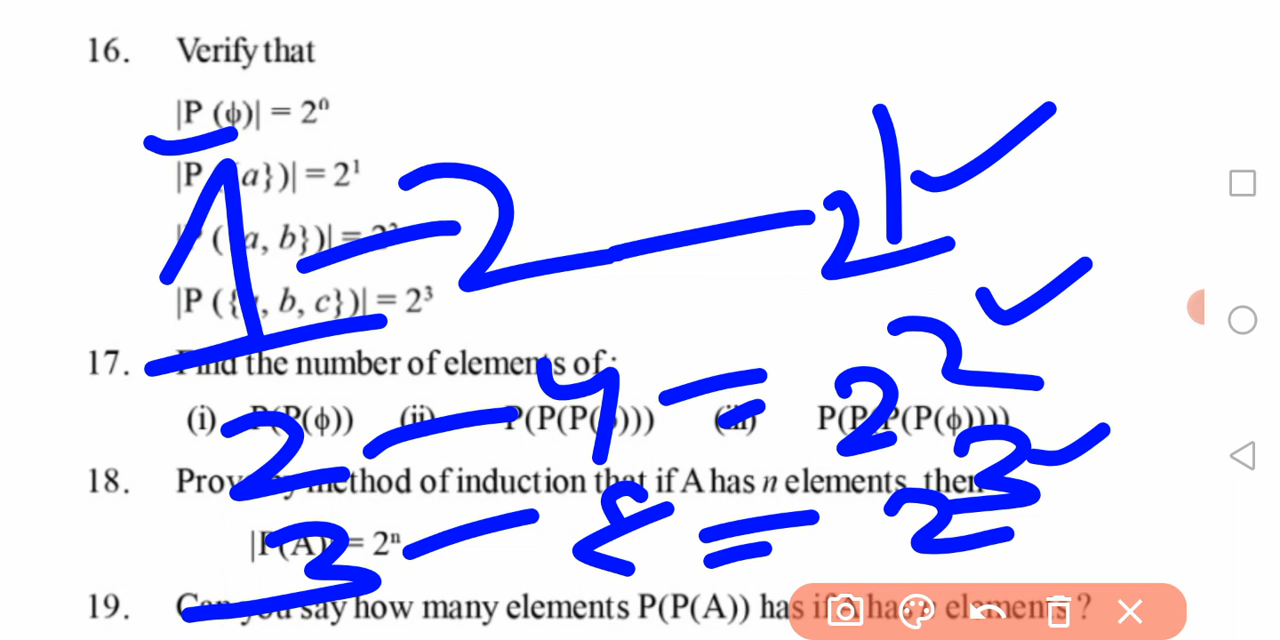 16. Verify that
|P (ϕ)| = 2⁰
|P ({a})| = 2¹
|P ({a, b})| = 2²
|P ({a, b, c})| = 2³
1 – 2 – 2¹ ✓
17. Find the number of elements of :
(i) P(P(ϕ)) (ii) P(P(P(ϕ))) (iii) P(P(P(P(ϕ))))
2 – 4 = 2² ✓
18. Prove by method of induction that if A has n elements, then
|P(A)| = 2ⁿ
3 – 8 = 2³ ✓
19. Can you say how many elements P(P(A)) has if A has elements ?